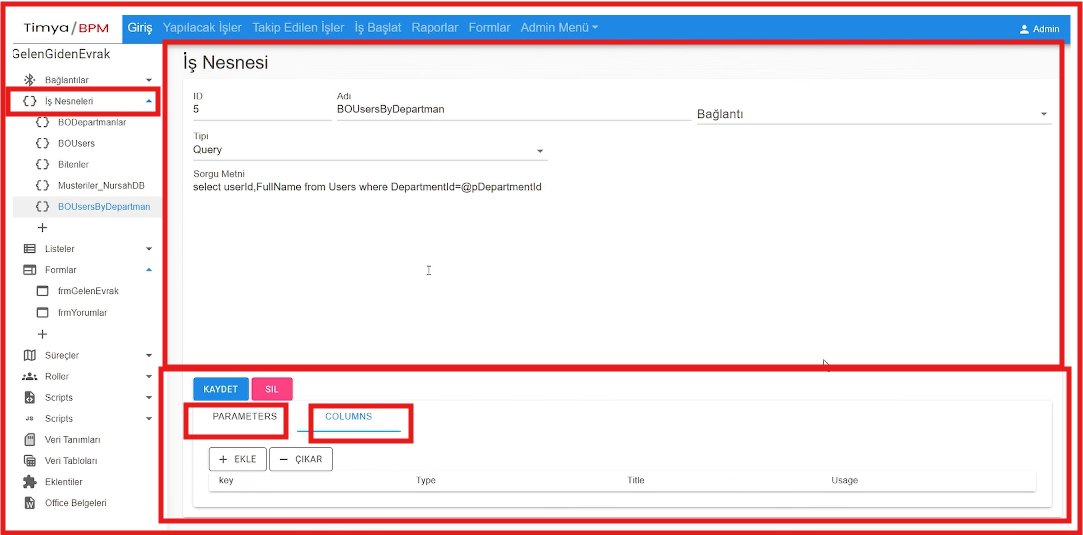 Timya/BPM Giriş Yapılacak İşler Takip Edilen İşler İş Başlat Raporlar Formlar Admin Menü Admin
GelenGidenEvrak
Bağlantılar
İş Nesneleri
BODepartmanlar
BOUsers
Bitenler
Musteriler_NursahDB
BOUsersByDepartman
+
Listeler
Formlar
frmGelenEvrak
frmYorumlar
+
Süreçler
Roller
Scripts
JS Scripts
Veri Tanımları
Veri Tabloları
Eklentiler
Office Belgeleri
İş Nesnesi
ID
5
Adı
BOUsersByDepartman
Bağlantı
Tipi
Query
Sorgu Metni
select userId,FullName from Users where DepartmentId=@pDepartmentId
KAYDET SIL
PARAMETERS COLUMNS
+ EKLE − ÇIKAR
key Type Title Usage